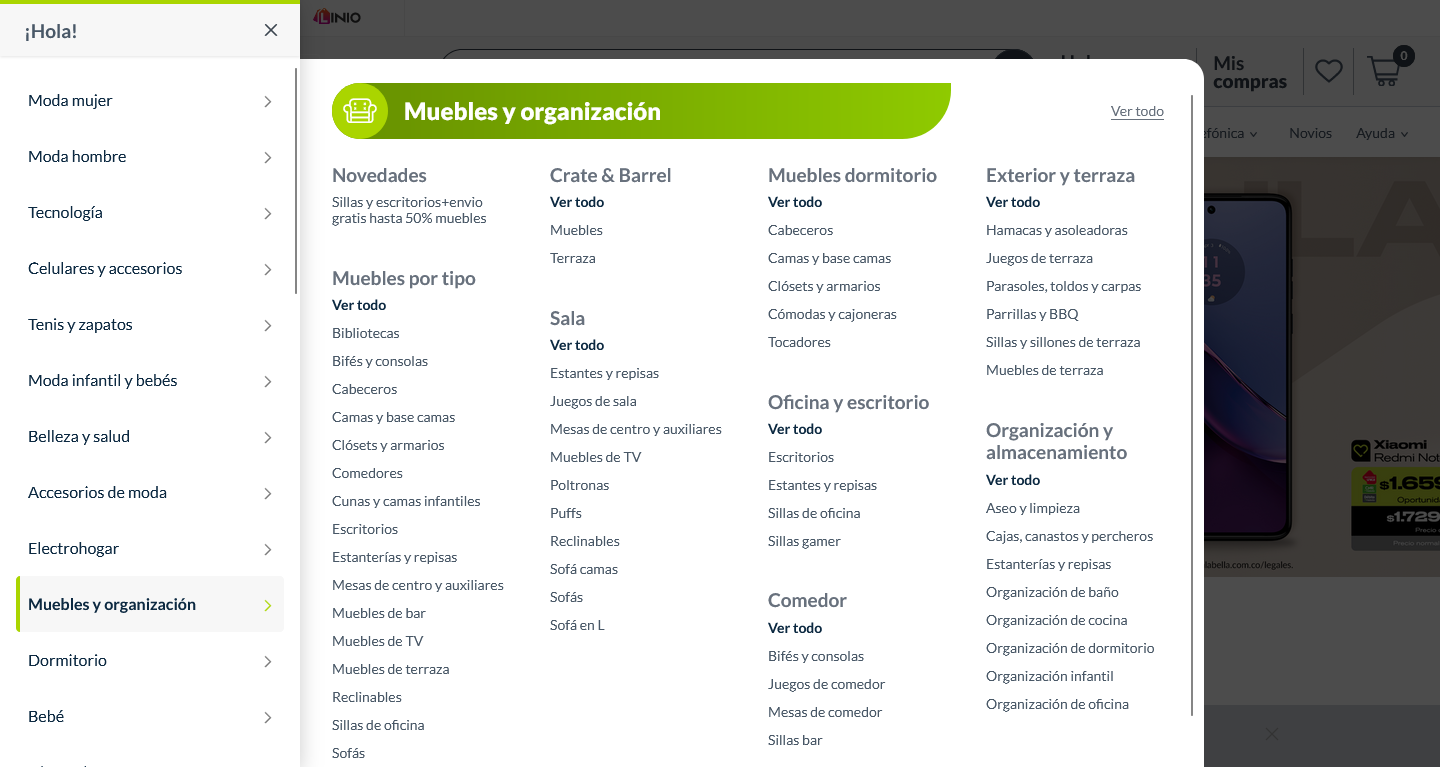 ¡Hola!
Moda mujer
Moda hombre
Tecnología
Celulares y accesorios
Tenis y zapatos
Moda infantil y bebés
Belleza y salud
Accesorios de moda
Electrohogar
Muebles y organización
Dormitorio
Bebé
LINIO
Mis
compras
0
Novios
Ayuda
Muebles y organización
Ver todo
Novedades
Sillas y escritorios+envio
gratis hasta 50% muebles
Muebles por tipo
Ver todo
Bibliotecas
Bifés y consolas
Cabeceros
Camas y base camas
Clósets y armarios
Comedores
Cunas y camas infantiles
Escritorios
Estanterías y repisas
Mesas de centro y auxiliares
Muebles de bar
Muebles de TV
Muebles de terraza
Reclinables
Sillas de oficina
Sofás
Crate & Barrel
Ver todo
Muebles
Terraza
Sala
Ver todo
Estantes y repisas
Juegos de sala
Mesas de centro y auxiliares
Muebles de TV
Poltronas
Puffs
Reclinables
Sofá camas
Sofás
Sofá en L
Muebles dormitorio
Ver todo
Cabeceros
Camas y base camas
Clósets y armarios
Cómodas y cajoneras
Tocadores
Oficina y escritorio
Ver todo
Escritorios
Estantes y repisas
Sillas de oficina
Sillas gamer
Comedor
Ver todo
Bifés y consolas
Juegos de comedor
Mesas de comedor
Sillas bar
Exterior y terraza
Ver todo
Hamacas y asoleadoras
Juegos de terraza
Parasoles, toldos y carpas
Parrillas y BBQ
Sillas y sillones de terraza
Muebles de terraza
Organización y
almacenamiento
Ver todo
Aseo y limpieza
Cajas, canastos y percheros
Estanterías y repisas
Organización de baño
Organización de cocina
Organización de dormitorio
Organización infantil
Organización de oficina
Xiaomi
Redmi Not
$1.659
Oportunid
$1.729
Precio normal
labella.com.co/legales.